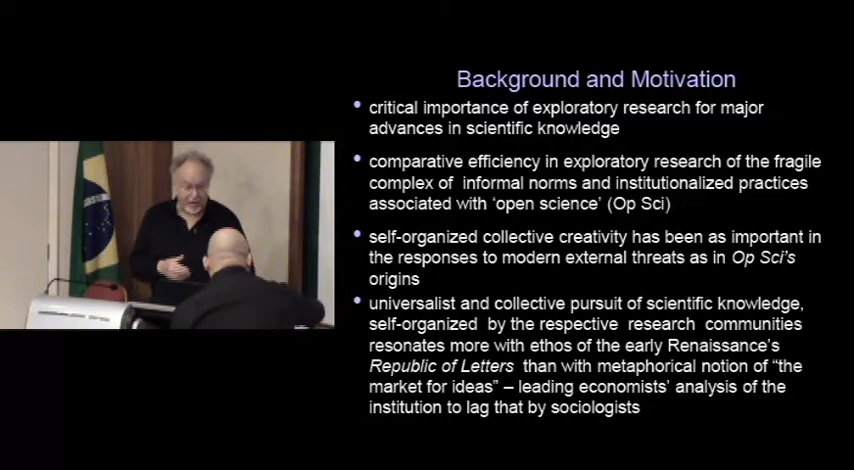 Background and Motivation
• critical importance of exploratory research for major
advances in scientific knowledge
• comparative efficiency in exploratory research of the fragile
complex of informal norms and institutionalized practices
associated with ‘open science’ (Op Sci)
• self-organized collective creativity has been as important in
the responses to modern external threats as in Op Sci’s
origins
• universalist and collective pursuit of scientific knowledge,
self-organized by the respective research communities
resonates more with ethos of the early Renaissance’s
Republic of Letters than with metaphorical notion of “the
market for ideas” – leading economists’ analysis of the
institution to lag that by sociologists